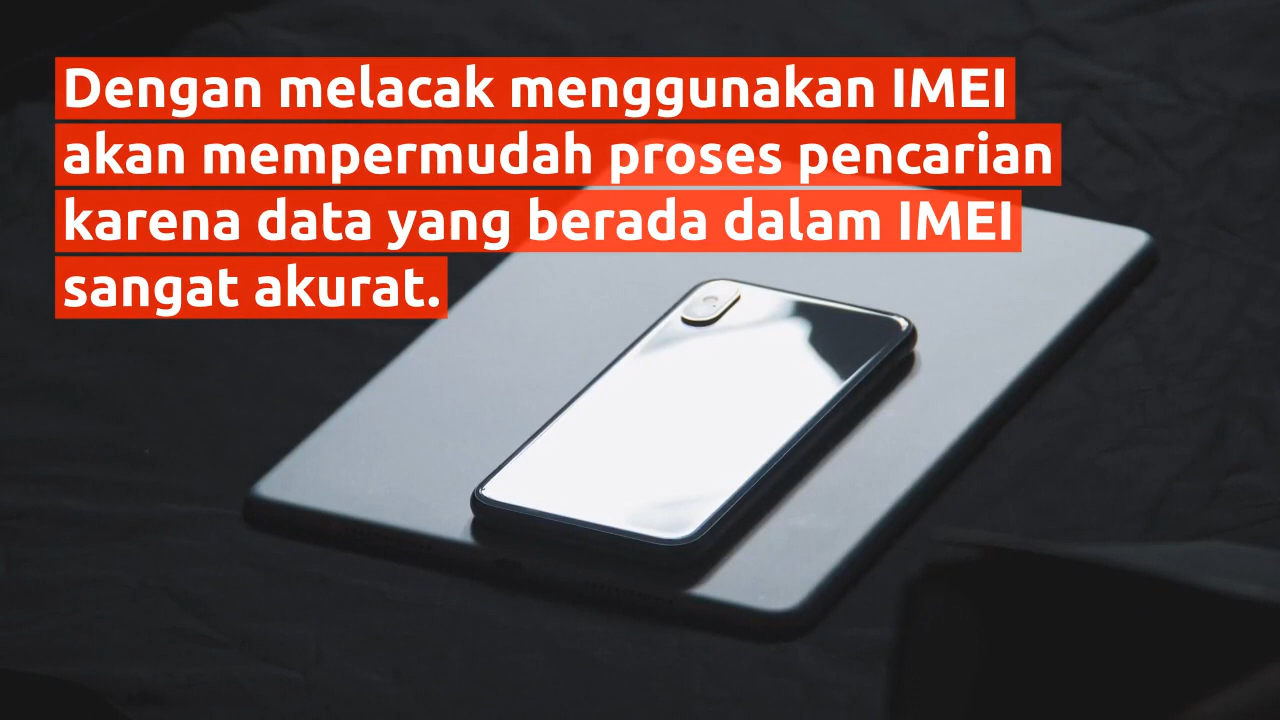 Dengan melacak menggunakan IMEI
akan mempermudah proses pencarian
karena data yang berada dalam IMEI
sangat akurat.